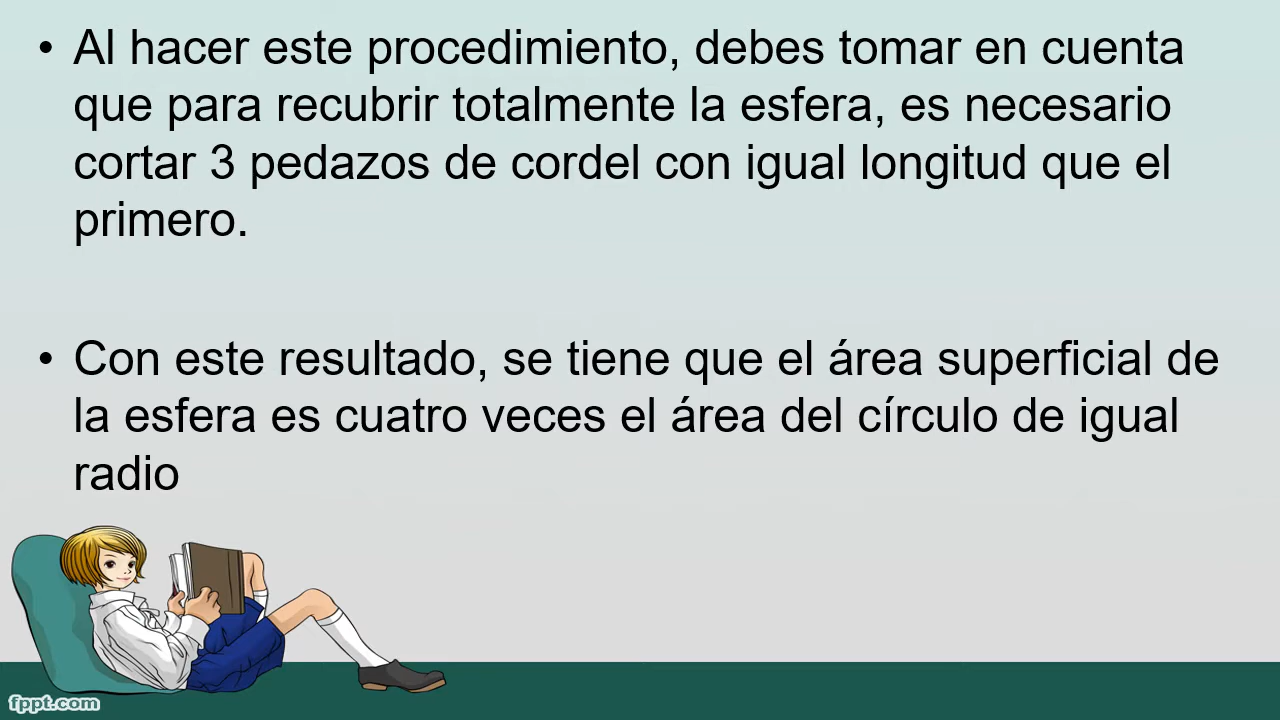 • Al hacer este procedimiento, debes tomar en cuenta
que para recubrir totalmente la esfera, es necesario
cortar 3 pedazos de cordel con igual longitud que el
primero.
• Con este resultado, se tiene que el área superficial de
la esfera es cuatro veces el área del círculo de igual
radio
fppt.com